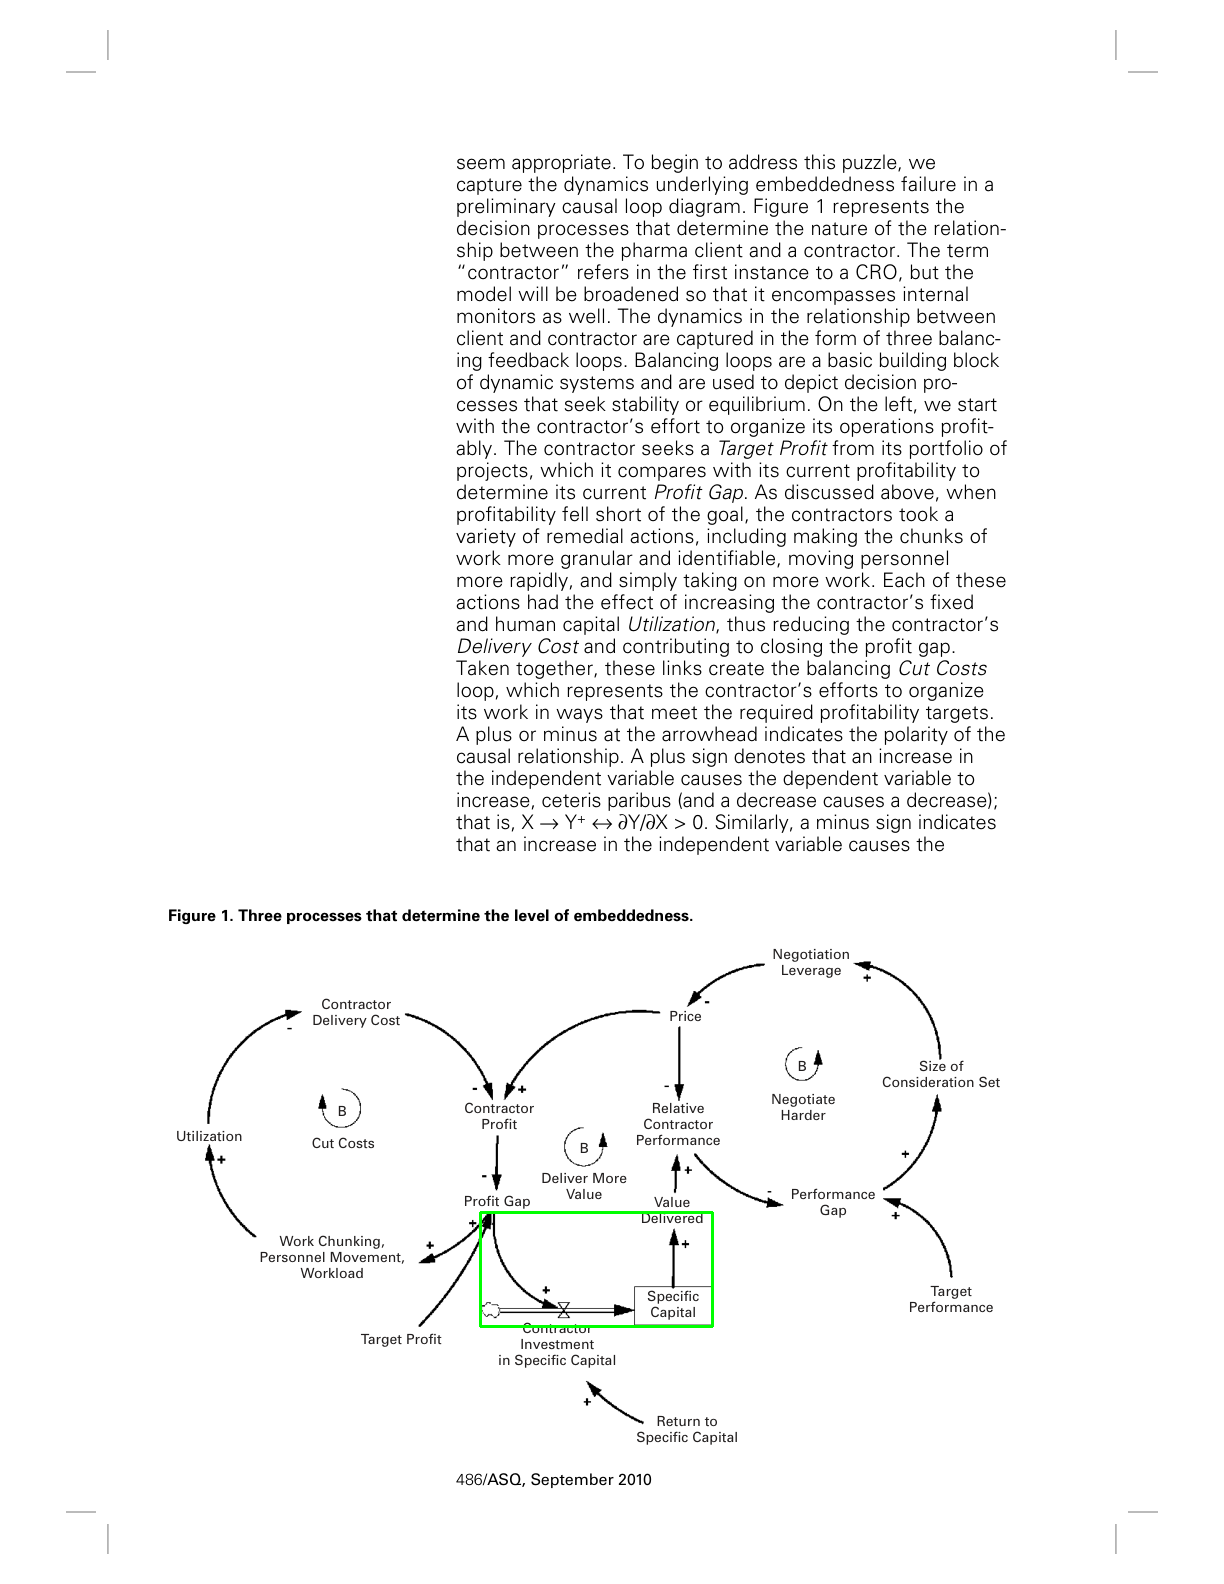 seem appropriate. To begin to address this puzzle, we
capture the dynamics underlying embeddedness failure in a
preliminary causal loop diagram. Figure 1 represents the
decision processes that determine the nature of the relation-
ship between the pharma client and a contractor. The term
“contractor” refers in the first instance to a CRO, but the
model will be broadened so that it encompasses internal
monitors as well. The dynamics in the relationship between
client and contractor are captured in the form of three balanc-
ing feedback loops. Balancing loops are a basic building block
of dynamic systems and are used to depict decision pro-
cesses that seek stability or equilibrium. On the left, we start
with the contractor’s effort to organize its operations profit-
ably. The contractor seeks a Target Profit from its portfolio of
projects, which it compares with its current profitability to
determine its current Profit Gap. As discussed above, when
profitability fell short of the goal, the contractors took a
variety of remedial actions, including making the chunks of
work more granular and identifiable, moving personnel
more rapidly, and simply taking on more work. Each of these
actions had the effect of increasing the contractor’s fixed
and human capital Utilization, thus reducing the contractor’s
Delivery Cost and contributing to closing the profit gap.
Taken together, these links create the balancing Cut Costs
loop, which represents the contractor’s efforts to organize
its work in ways that meet the required profitability targets.
A plus or minus at the arrowhead indicates the polarity of the
causal relationship. A plus sign denotes that an increase in
the independent variable causes the dependent variable to
increase, ceteris paribus (and a decrease causes a decrease);
that is, X → Y⁺ ↔ ∂Y/∂X > 0. Similarly, a minus sign indicates
that an increase in the independent variable causes the
Figure 1. Three processes that determine the level of embeddedness.
Negotiation
Leverage
+
Contractor
Delivery Cost
-
-
Price
B
Cut Costs
Utilization
+
-
+
Contractor
Profit
-
Relative
Contractor
Performance
B
Negotiate
Harder
Size of
Consideration Set
+
B
Deliver More
Value
-
Profit Gap
+
Value
Delivered
-
Performance
Gap
+
+
+
Work Chunking,
Personnel Movement,
Workload
+
+
Specific
Capital
Target
Performance
Target Profit
Contractor
Investment
in Specific Capital
+
Return to
Specific Capital
486/ASQ, September 2010